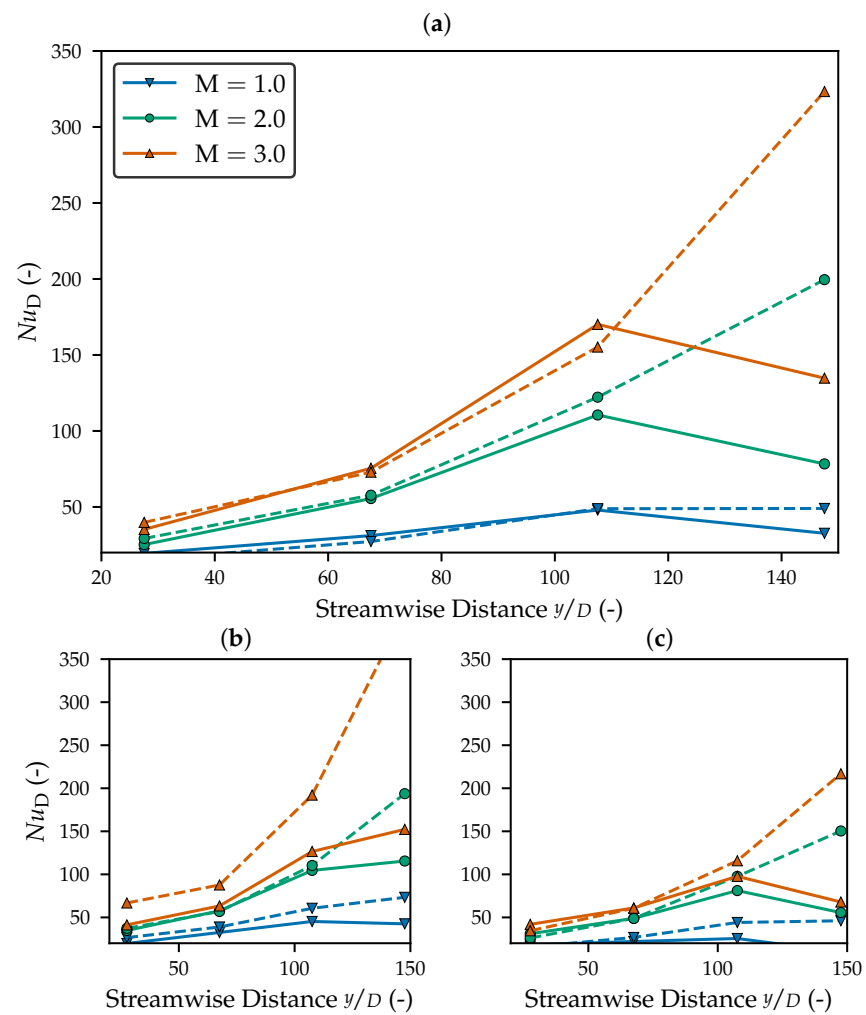 (a)
350
300
250
200
150
100
50
Nu_D (-)
M = 1.0
M = 2.0
M = 3.0
20 40 60 80 100 120 140
Streamwise Distance y/D (-)
(b)
350
300
250
200
150
100
50
Nu_D (-)
50 100 150
Streamwise Distance y/D (-)
(c)
350
300
250
200
150
100
50
50 100 150
Streamwise Distance y/D (-)